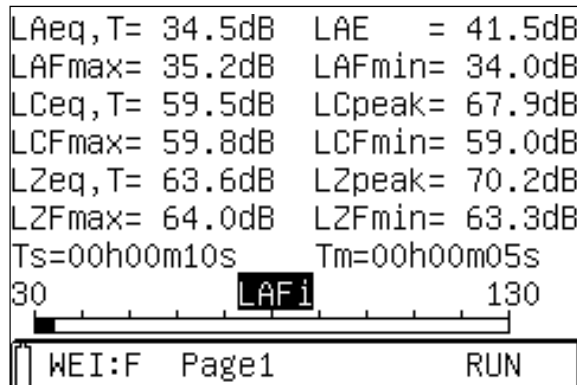 LAeq,T= 34.5dB LAE = 41.5dB
LAFmax= 35.2dB LAFmin= 34.0dB
LCeq,T= 59.5dB LCpeak= 67.9dB
LCFmax= 59.8dB LCFmin= 59.0dB
LZeq,T= 63.6dB LZpeak= 70.2dB
LZFmax= 64.0dB LZFmin= 63.3dB
Ts=00h00m10s Tm=00h00m05s
30 LAFi 130
WEI:F Page1 RUN